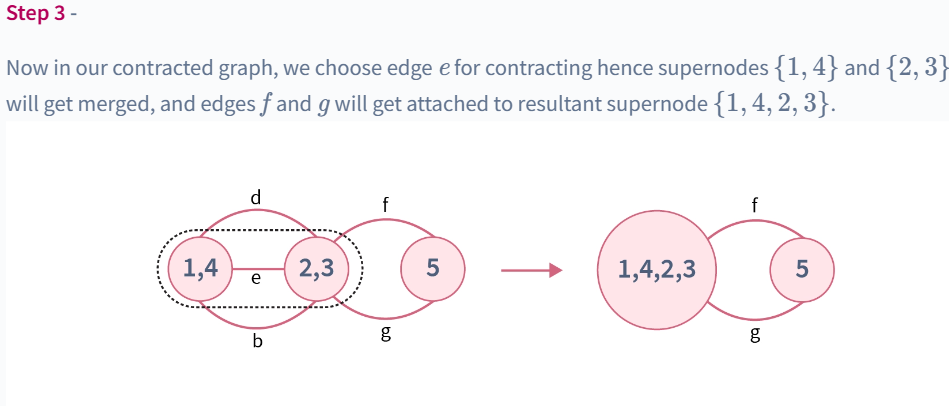 Step 3 -
Now in our contracted graph, we choose edge e for contracting hence supernodes {1, 4} and {2, 3}
will get merged, and edges f and g will get attached to resultant supernode {1, 4, 2, 3}.
d
f
f
1,4
e
2,3
5
1,4,2,3
5
b
g
g